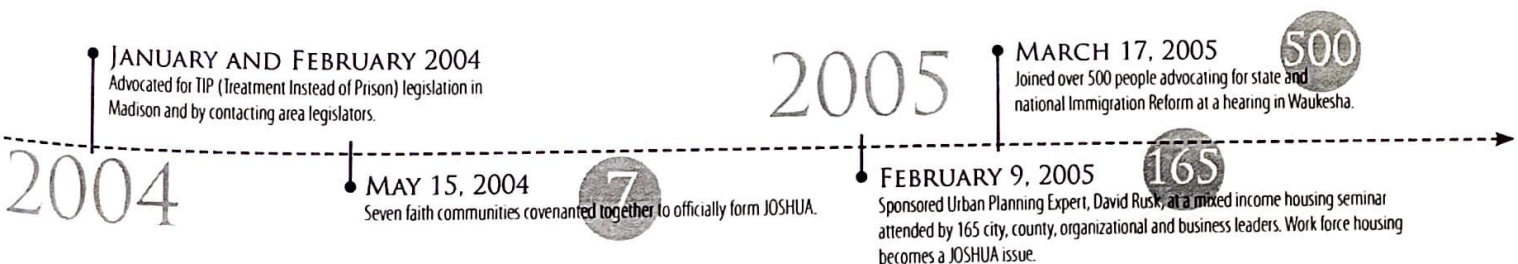 2004
JANUARY AND FEBRUARY 2004
Advocated for TIP (Treatment Instead of Prison) legislation in
Madison and by contacting area legislators.
MAY 15, 2004
7
Seven faith communities covenanted together to officially form JOSHUA.
2005
FEBRUARY 9, 2005
165
Sponsored Urban Planning Expert, David Rusk, at a mixed income housing seminar
attended by 165 city, county, organizational and business leaders. Work force housing
becomes a JOSHUA issue.
MARCH 17, 2005
500
Joined over 500 people advocating for state and
national Immigration Reform at a hearing in Waukesha.